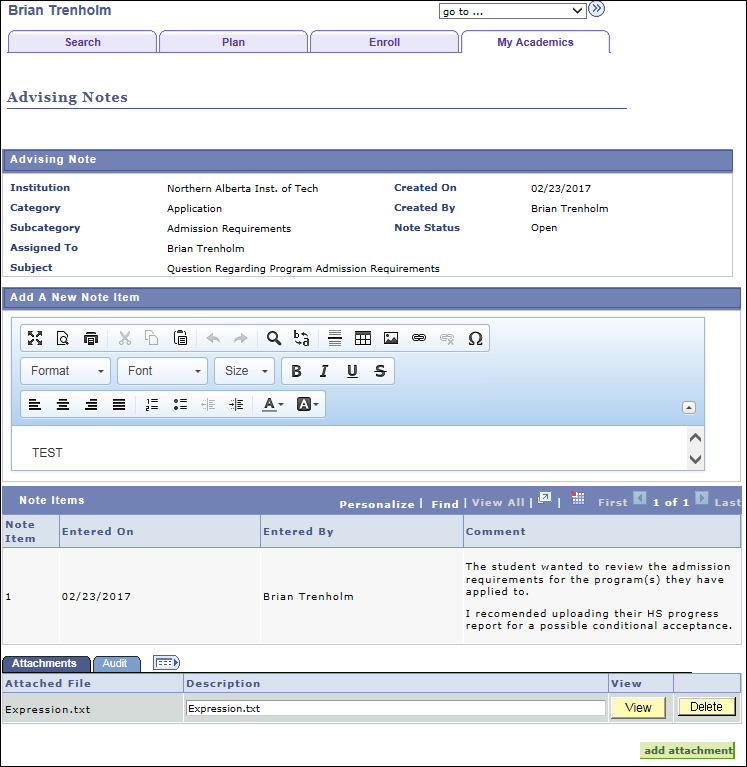 Brian Trenholm
go to ...
Search Plan Enroll My Academics
Advising Notes
Advising Note
Institution Northern Alberta Inst. of Tech Created On 02/23/2017
Category Application Created By Brian Trenholm
Subcategory Admission Requirements Note Status Open
Assigned To Brian Trenholm
Subject Question Regarding Program Admission Requirements
Add A New Note Item
Format Font Size B I U S
A A
TEST
Note Items Personalize | Find | View All | | First 1 of 1 Last
Note Item Entered On Entered By Comment
1 02/23/2017 Brian Trenholm
The student wanted to review the admission
requirements for the program(s) they have
applied to.
I recomended uploading their HS progress
report for a possible conditional acceptance.
Attachments Audit
Attached File Description View
Expression.txt Expression.txt View Delete
add attachment